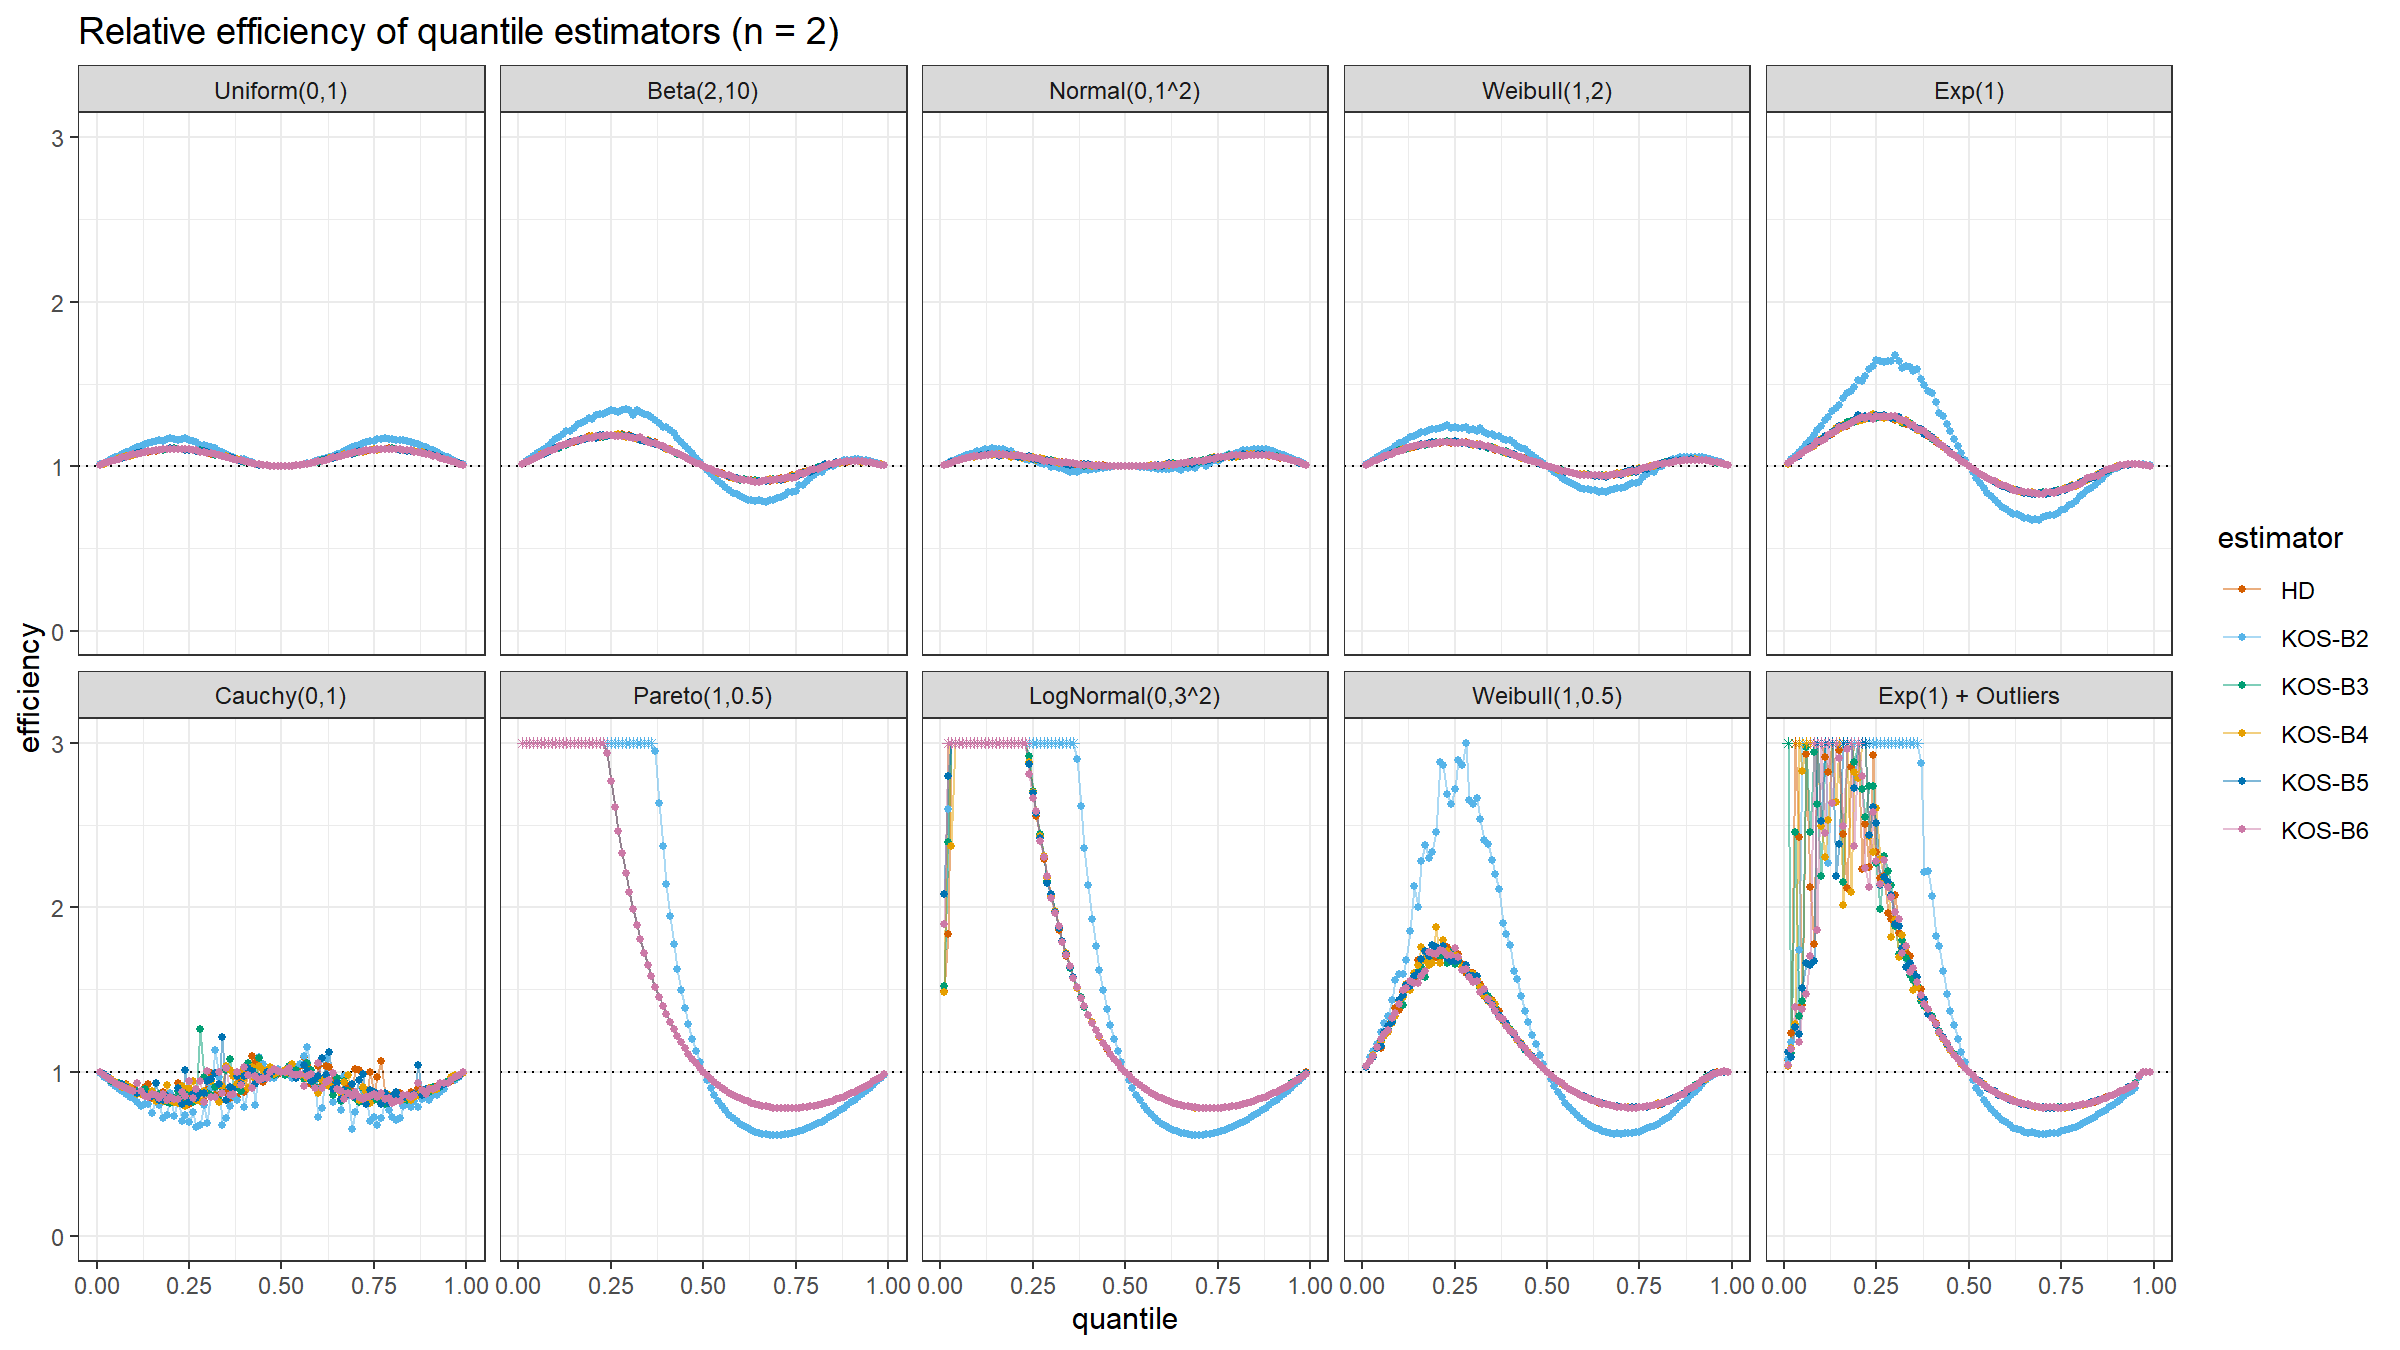 Relative efficiency of quantile estimators (n = 2)
Uniform(0,1)
Beta(2,10)
Normal(0,1^2)
Weibull(1,2)
Exp(1)
3
2
1
0
Cauchy(0,1)
Pareto(1,0.5)
LogNormal(0,3^2)
Weibull(1,0.5)
Exp(1) + Outliers
3
2
1
0
0.00 0.25 0.50 0.75 1.00
0.00 0.25 0.50 0.75 1.00
0.00 0.25 0.50 0.75 1.00
0.00 0.25 0.50 0.75 1.00
0.00 0.25 0.50 0.75 1.00
quantile
efficiency
estimator
HD
KOS-B2
KOS-B3
KOS-B4
KOS-B5
KOS-B6